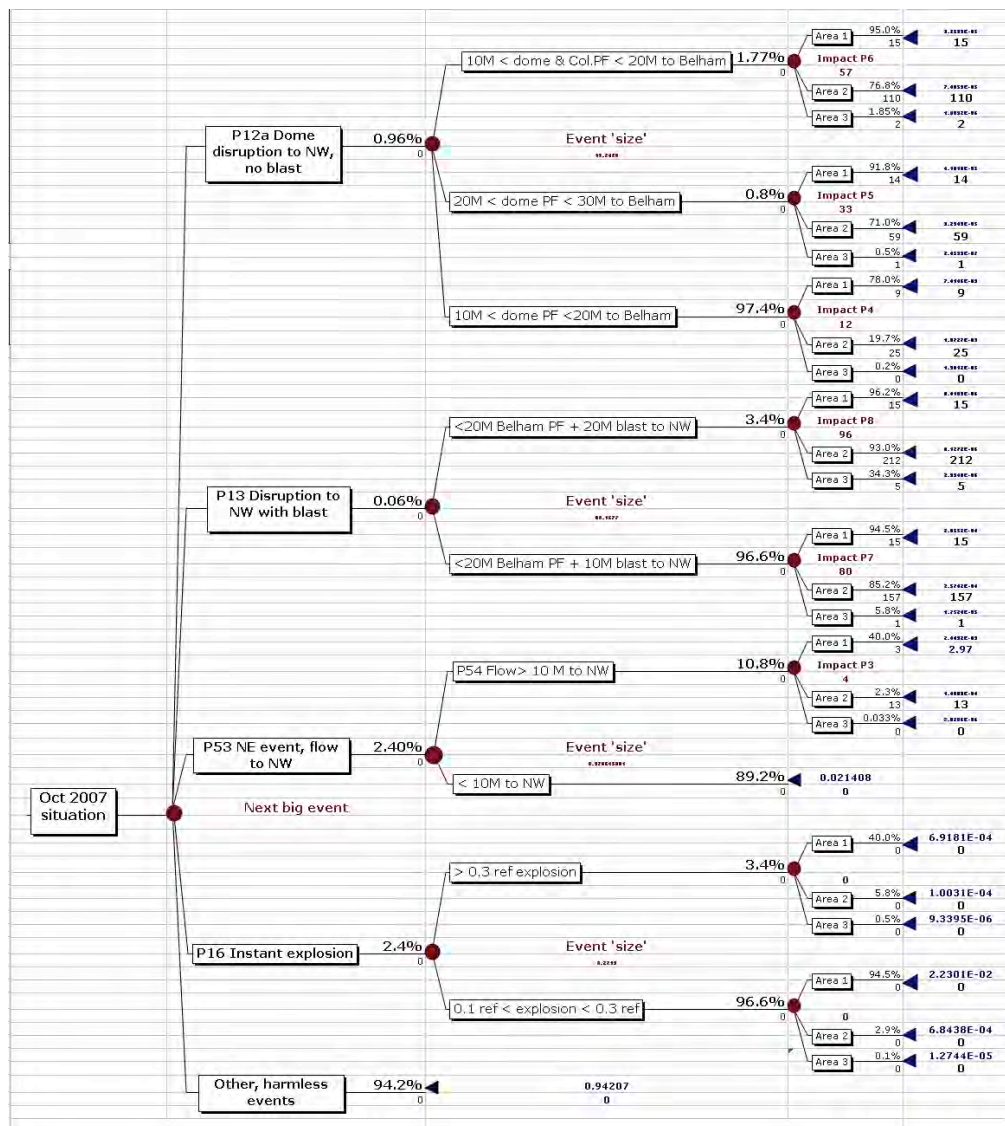 Area 1 95.0% 15 15
10M < dome & Col.PF < 20M to Belham 1.77% 0 Impact P6
57
Area 2 76.8% 110 110
Area 3 1.85% 2 2
P12a Dome
disruption to NW,
no blast
0.96% 0
Event 'size'
Area 1 91.8% 14 14
20M < dome PF < 30M to Belham 0.8% 0 Impact P5
33
Area 2 71.0% 59 59
Area 3 0.5% 1 1
Area 1 78.0% 9 9
10M < dome PF <20M to Belham 97.4% 0 Impact P4
12
Area 2 19.7% 25 25
Area 3 0.2% 0 0
Area 1 96.2% 15 15
<20M Belham PF + 20M blast to NW 3.4% 0 Impact P8
96
Area 2 93.0% 212 212
Area 3 34.3% 5 5
P13 Disruption to
NW with blast
0.06% 0
Event 'size'
Area 1 94.5% 15 15
<20M Belham PF + 10M blast to NW 96.6% 0 Impact P7
80
Area 2 85.2% 157 157
Area 3 5.8% 1 1
Area 1 40.0% 3 2.97
P54 Flow> 10 M to NW 10.8% 0 Impact P3
4
Area 2 2.3% 13 13
Area 3 0.033% 0 0
P53 NE event, flow
to NW
2.40% 0
Event 'size'
< 10M to NW 89.2% 0 0.021408
0
Oct 2007
situation
Next big event
Area 1 40.0% 0 6.9181E-04
0
> 0.3 ref explosion 3.4% 0 0
Area 2 5.8% 0 1.0031E-04
0
Area 3 0.5% 0 9.3395E-06
0
P16 Instant explosion 2.4% 0
Event 'size'
Area 1 94.5% 0 2.2301E-02
0
0.1 ref < explosion < 0.3 ref 96.6% 0 0
Area 2 2.9% 0 6.8438E-04
0
Area 3 0.1% 0 1.2744E-05
0
Other, harmless
events
94.2% 0 0.94207
0